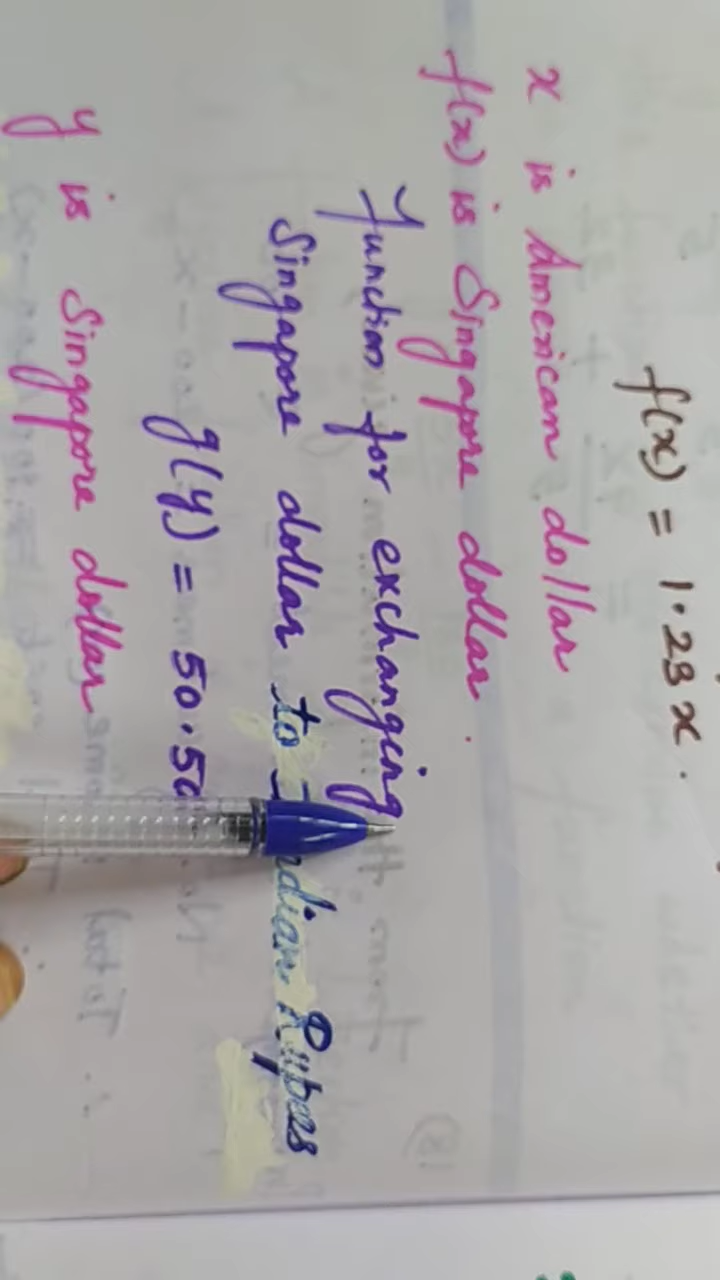 f(x) = 1.23x.
x is American dollar
f(x) is Singapore dollar.
Function for exchanging
Singapore dollar to Indian Rupees
g(y) = 50.50
y is Singapore dollar